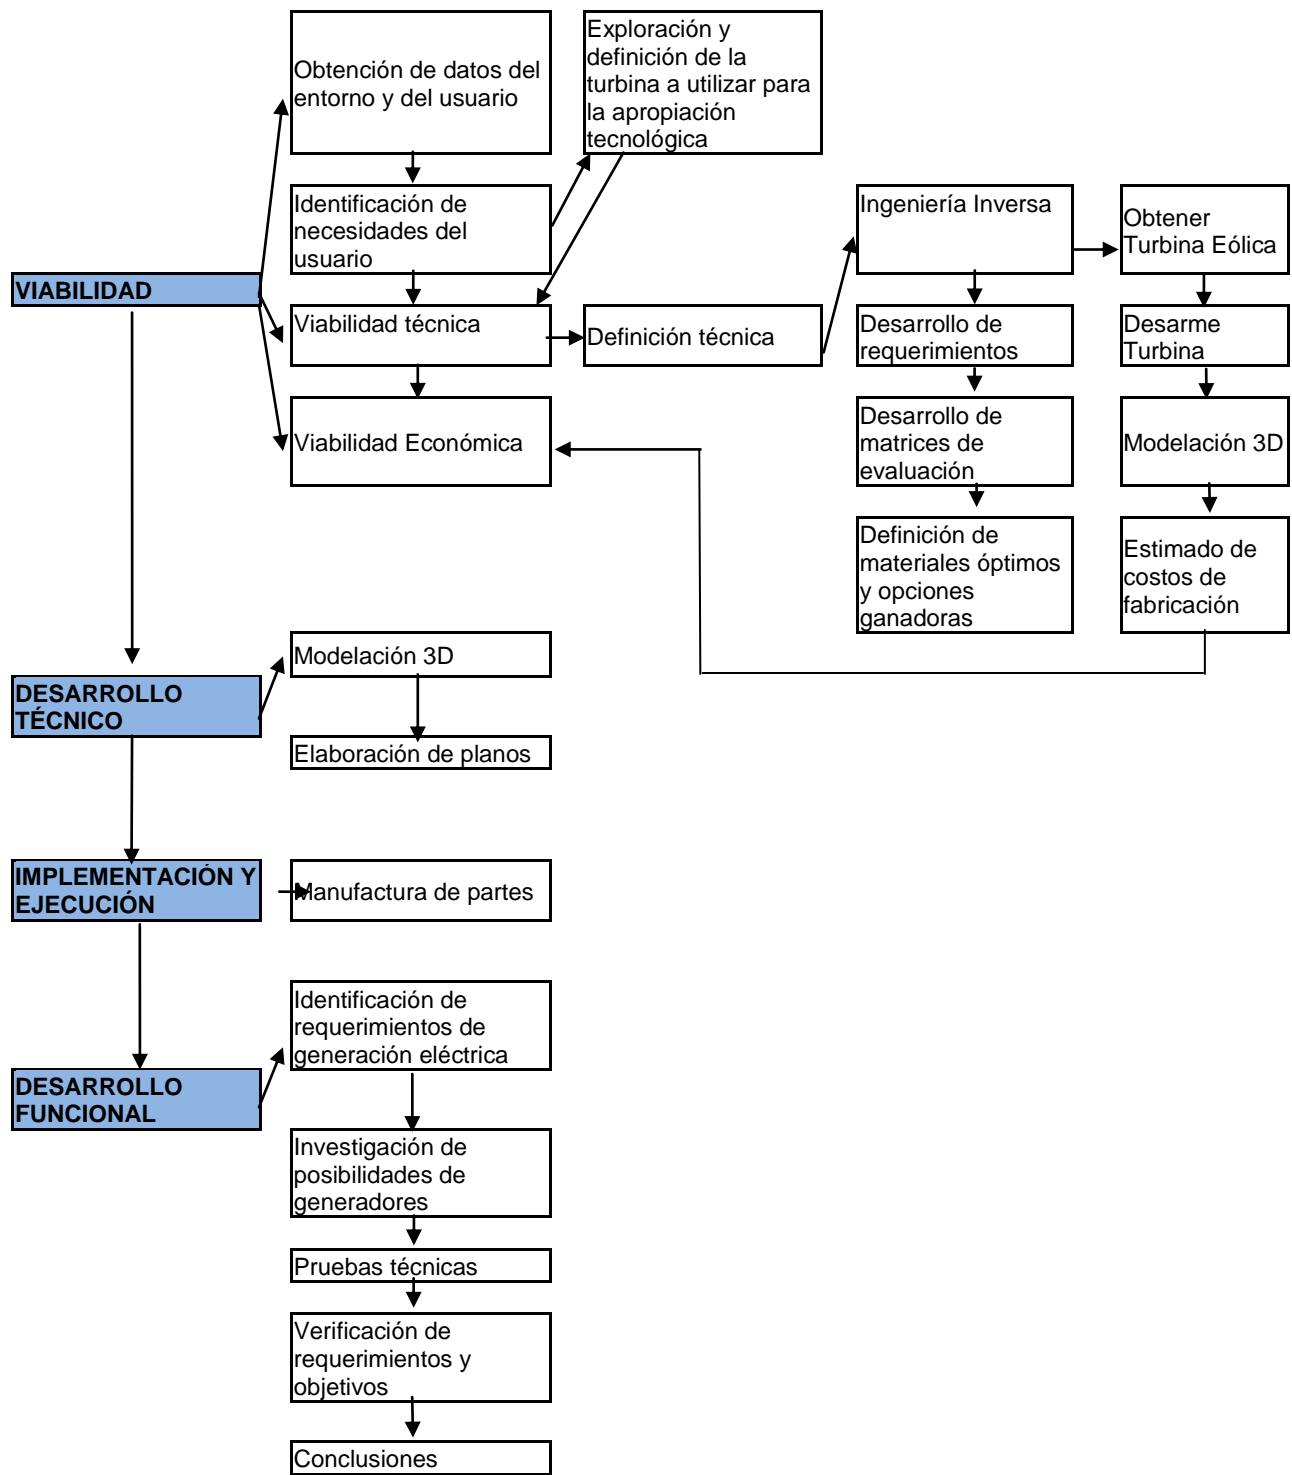 Obtención de datos del
entorno y del usuario
Exploración y
definición de la
turbina a utilizar para
la apropiación
tecnológica
Identificación de
necesidades del
usuario
Ingeniería Inversa
Obtener
Turbina Eólica
VIABILIDAD
Viabilidad técnica
Definición técnica
Desarrollo de
requerimientos
Desarme
Turbina
Viabilidad Económica
Desarrollo de
matrices de
evaluación
Modelación 3D
Definición de
materiales óptimos
y opciones
ganadoras
Estimado de
costos de
fabricación
Modelación 3D
DESARROLLO
TÉCNICO
Elaboración de planos
IMPLEMENTACIÓN Y
EJECUCIÓN
Manufactura de partes
Identificación de
requerimientos de
generación eléctrica
DESARROLLO
FUNCIONAL
Investigación de
posibilidades de
generadores
Pruebas técnicas
Verificación de
requerimientos y
objetivos
Conclusiones